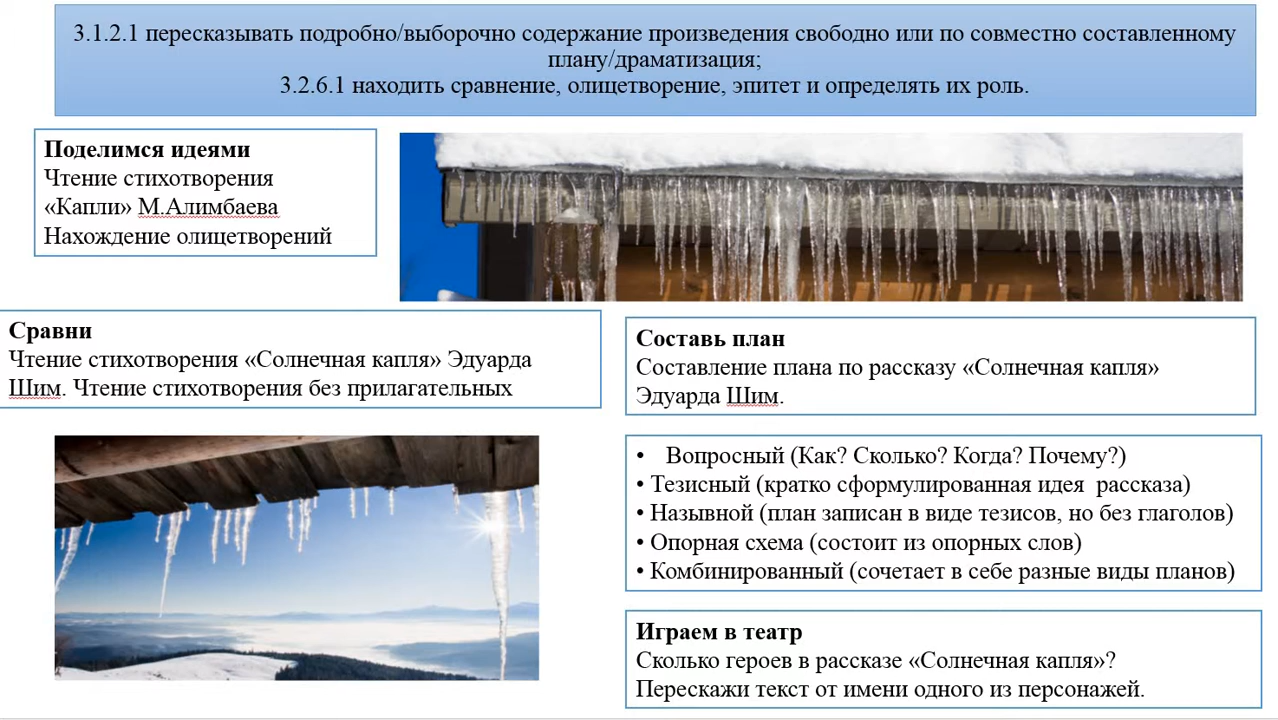 3.1.2.1 пересказывать подробно/выборочно содержание произведения свободно или по совместно составленному
плану/драматизация;
3.2.6.1 находить сравнение, олицетворение, эпитет и определять их роль.
Поделимся идеями
Чтение стихотворения
«Капли» М.Алимбаева
Нахождение олицетворений
Сравни
Чтение стихотворения «Солнечная капля» Эдуарда
Шим. Чтение стихотворения без прилагательных
Составь план
Составление плана по рассказу «Солнечная капля»
Эдуарда Шим.
• Вопросный (Как? Сколько? Когда? Почему?)
• Тезисный (кратко сформулированная идея рассказа)
• Назывной (план записан в виде тезисов, но без глаголов)
• Опорная схема (состоит из опорных слов)
• Комбинированный (сочетает в себе разные виды планов)
Играем в театр
Сколько героев в рассказе «Солнечная капля»?
Перескажи текст от имени одного из персонажей.